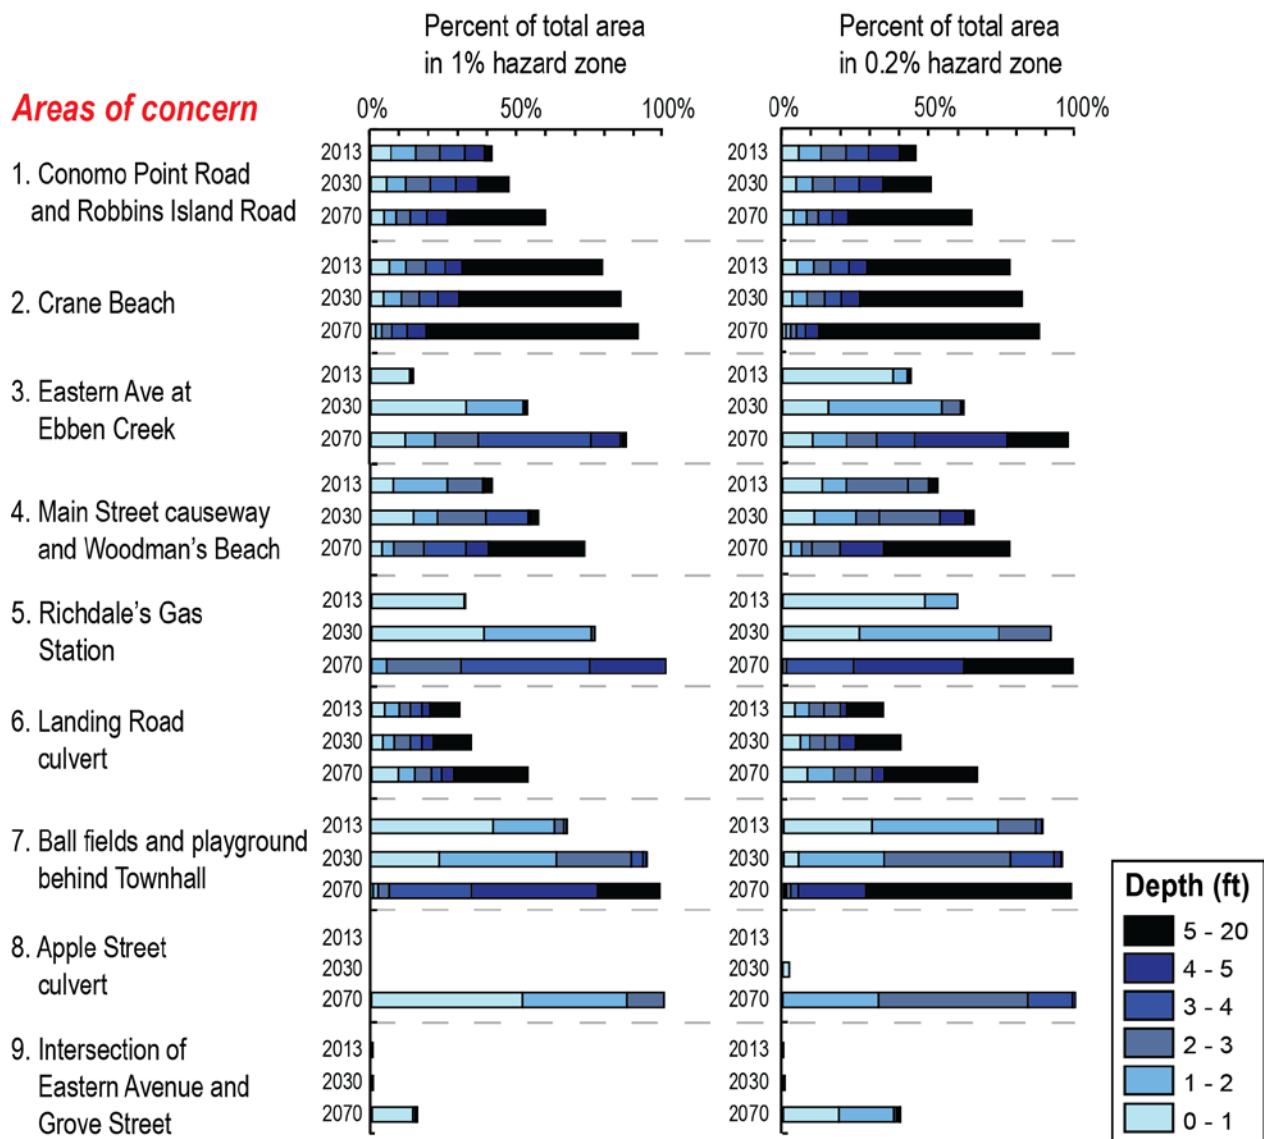 Percent of total area
in 1% hazard zone
Percent of total area
in 0.2% hazard zone
Areas of concern
0% 50% 100%
0% 50% 100%
1. Conomo Point Road
and Robbins Island Road
2013
2030
2070
2013
2030
2070
2. Crane Beach
2013
2030
2070
2013
2030
2070
3. Eastern Ave at
Ebben Creek
2013
2030
2070
2013
2030
2070
4. Main Street causeway
and Woodman's Beach
2013
2030
2070
2013
2030
2070
5. Richdale's Gas
Station
2013
2030
2070
2013
2030
2070
6. Landing Road
culvert
2013
2030
2070
2013
2030
2070
7. Ball fields and playground
behind Townhall
2013
2030
2070
2013
2030
2070
8. Apple Street
culvert
2013
2030
2070
2013
2030
2070
9. Intersection of
Eastern Avenue and
Grove Street
2013
2030
2070
2013
2030
2070
Depth (ft)
5 - 20
4 - 5
3 - 4
2 - 3
1 - 2
0 - 1